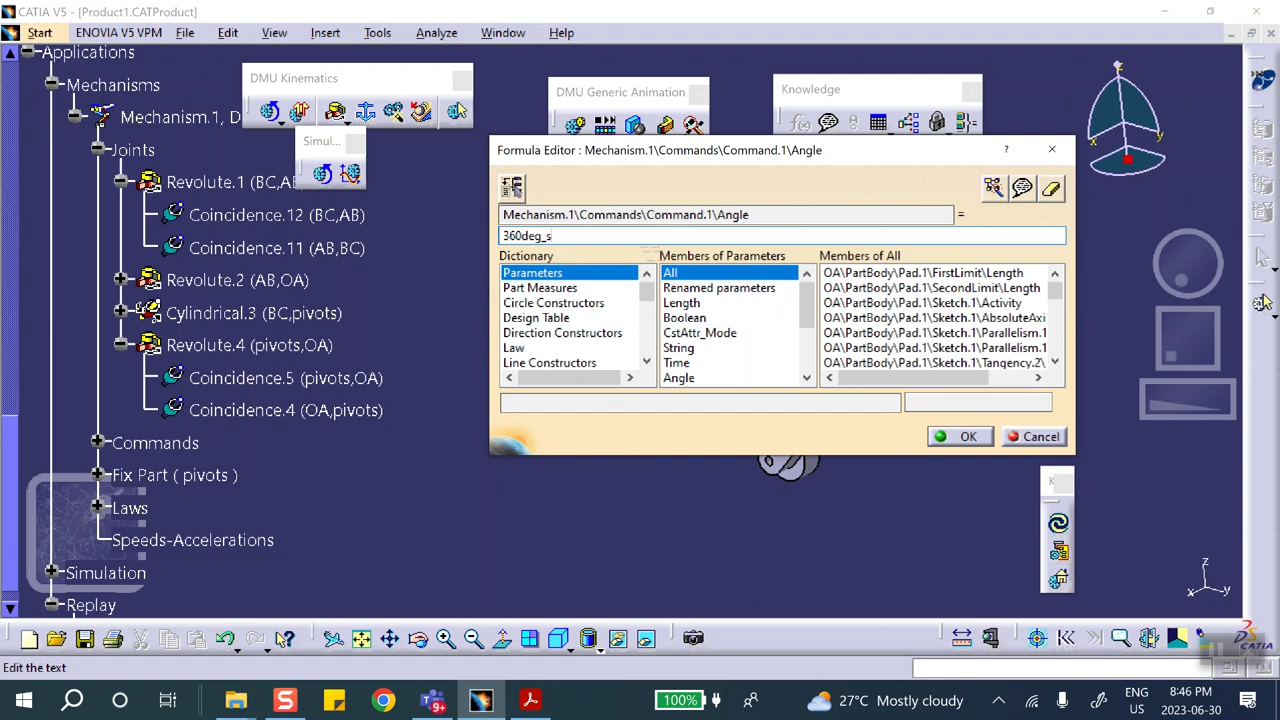 CATIA V5 - [Product1.CATProduct]
Start ENOVIA V5 VPM File Edit View Insert Tools Analyze Window Help
Applications
Mechanisms
Mechanism.1, D
Joints
Revolute.1 (BC,AB
Coincidence.12 (BC,AB)
Coincidence.11 (AB,BC)
Revolute.2 (AB,OA)
Cylindrical.3 (BC,pivots)
Revolute.4 (pivots,OA)
Coincidence.5 (pivots,OA)
Coincidence.4 (OA,pivots)
Commands
Fix Part ( pivots )
Laws
Speeds-Accelerations
Simulation
Replay
DMU Kinematics
Simul...
DMU Generic Animation
Knowledge
Formula Editor : Mechanism.1\Commands\Command.1\Angle
Mechanism.1\Commands\Command.1\Angle =
360deg_s
Dictionary
Parameters
Part Measures
Circle Constructors
Design Table
Direction Constructors
Law
Line Constructors
Members of Parameters
All
Renamed parameters
Length
Boolean
CstAttr_Mode
String
Time
Angle
Members of All
OA\PartBody\Pad.1\FirstLimit\Length
OA\PartBody\Pad.1\SecondLimit\Length
OA\PartBody\Pad.1\Sketch.1\Activity
OA\PartBody\Pad.1\Sketch.1\AbsoluteAxi
OA\PartBody\Pad.1\Sketch.1\Parallelism.1
OA\PartBody\Pad.1\Sketch.1\Parallelism.1
OA\PartBody\Pad.1\Sketch.1\Tangency.2\
OK Cancel
K
z
x
y
z
x
y
CATIA
Edit the text
100%
27°C Mostly cloudy
ENG
US
8:46 PM
2023-06-30